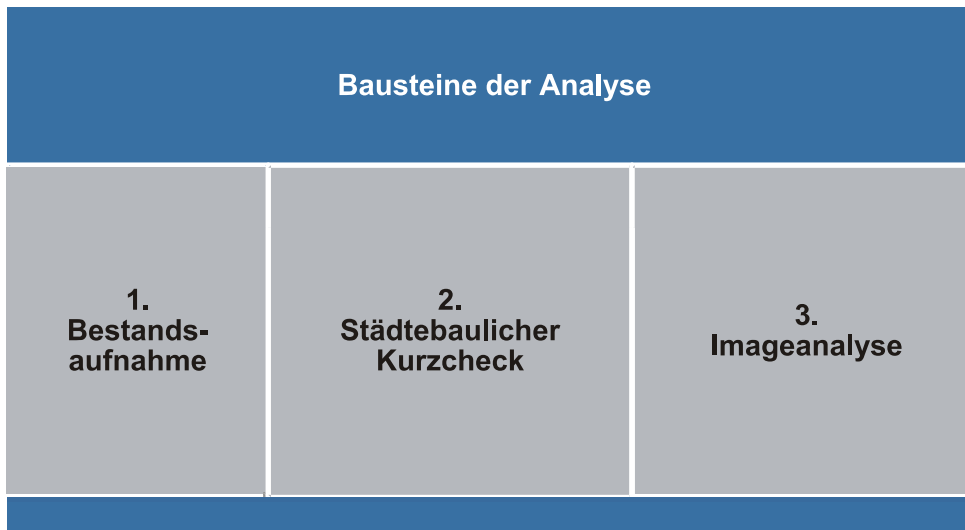 Bausteine der Analyse
1.
Bestands-
aufnahme
2.
Städtebaulicher
Kurzcheck
3.
Imageanalyse